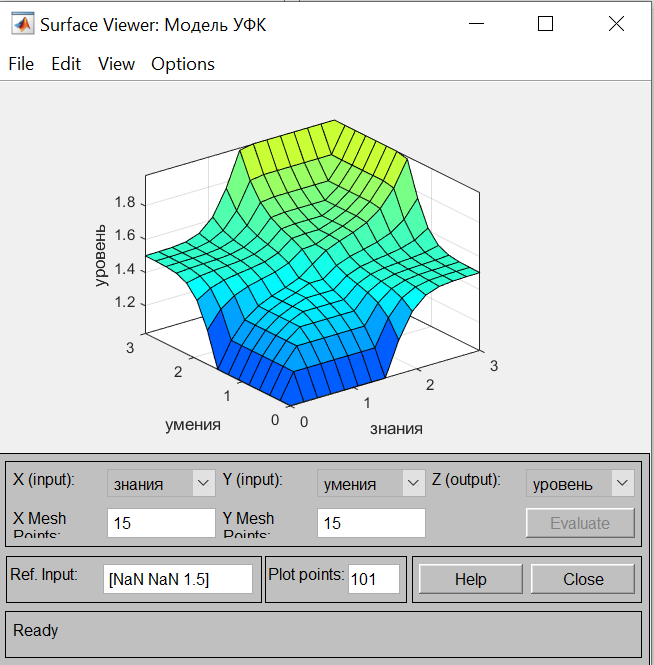 Surface Viewer: Модель УФК
File Edit View Options
1.8
1.6
1.4
1.2
уровень
3
2
1
0
умения
0
1
2
3
знания
X (input): знания Y (input): умения Z (output): уровень
X Mesh Points: 15 Y Mesh Points: 15 Evaluate
Ref. Input: [NaN NaN 1.5] Plot points: 101 Help Close
Ready